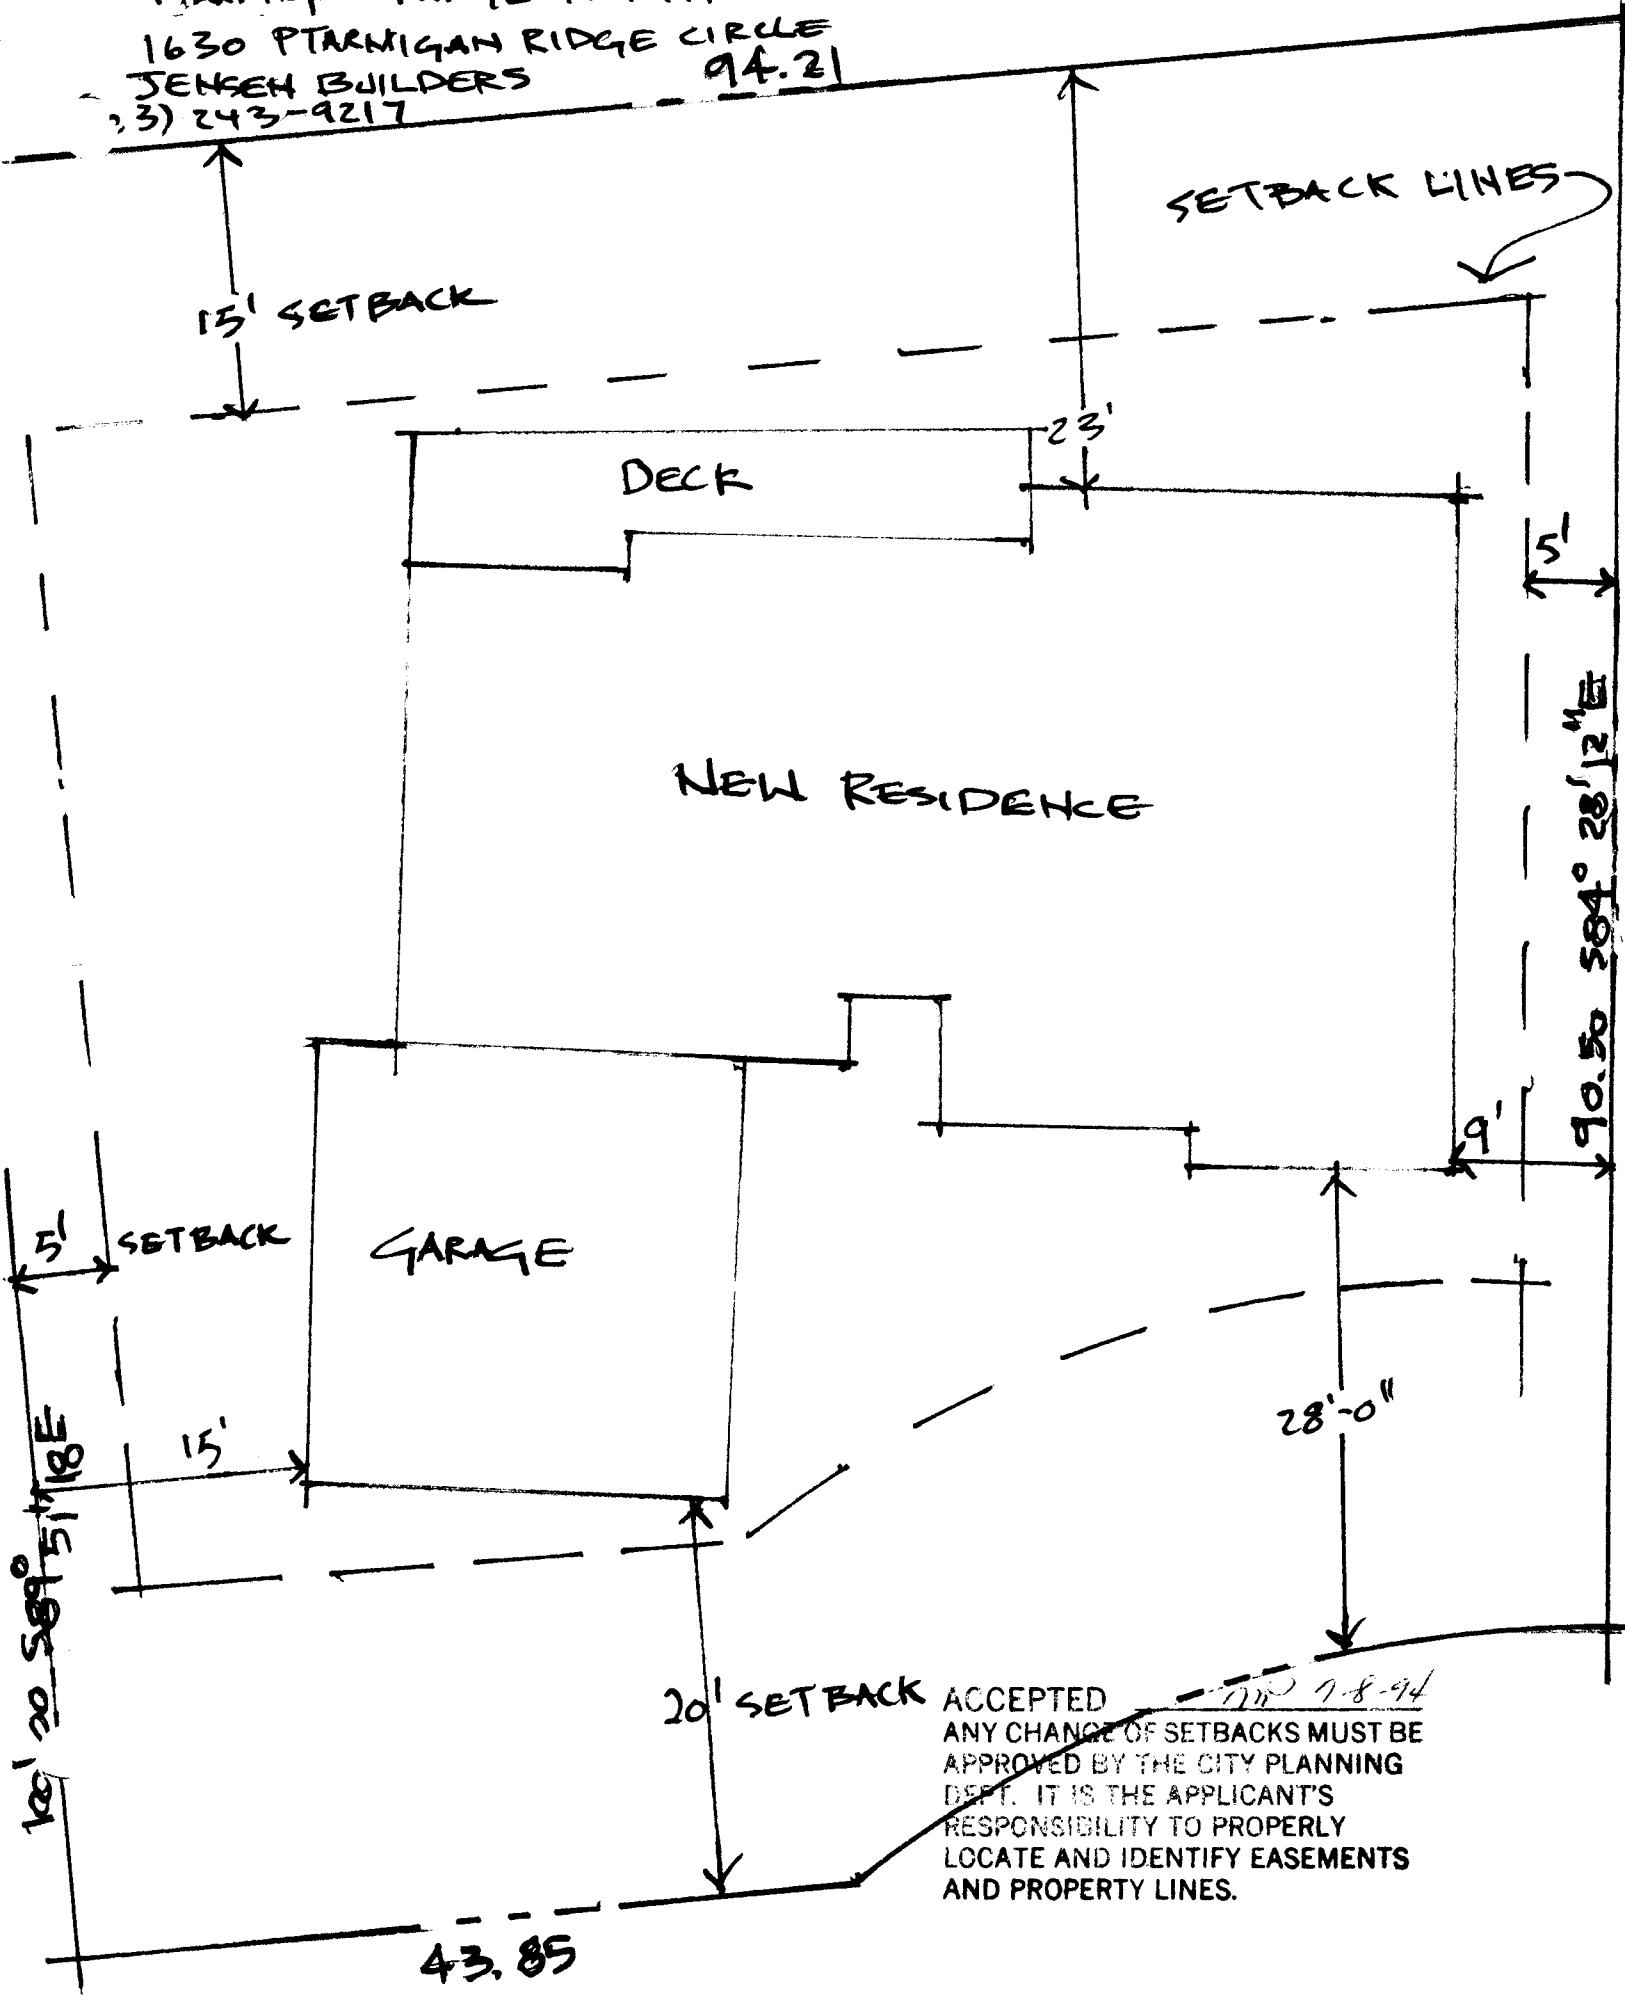 1630 PTARMIGAN RIDGE CIRCLE
JENSEN BUILDERS
3) 243-9217
94.21
SETBACK LINES
15' SETBACK
23'
DECK
5'
NEW RESIDENCE
90.50 S84° 28' 12" E
9'
5' SETBACK
GARAGE
28'-0"
15'
20 S89° 51' 18 E
20' SETBACK
ACCEPTED 7-8-94
ANY CHANGE OF SETBACKS MUST BE
APPROVED BY THE CITY PLANNING
DEPT. IT IS THE APPLICANT'S
RESPONSIBILITY TO PROPERLY
LOCATE AND IDENTIFY EASEMENTS
AND PROPERTY LINES.
43.85